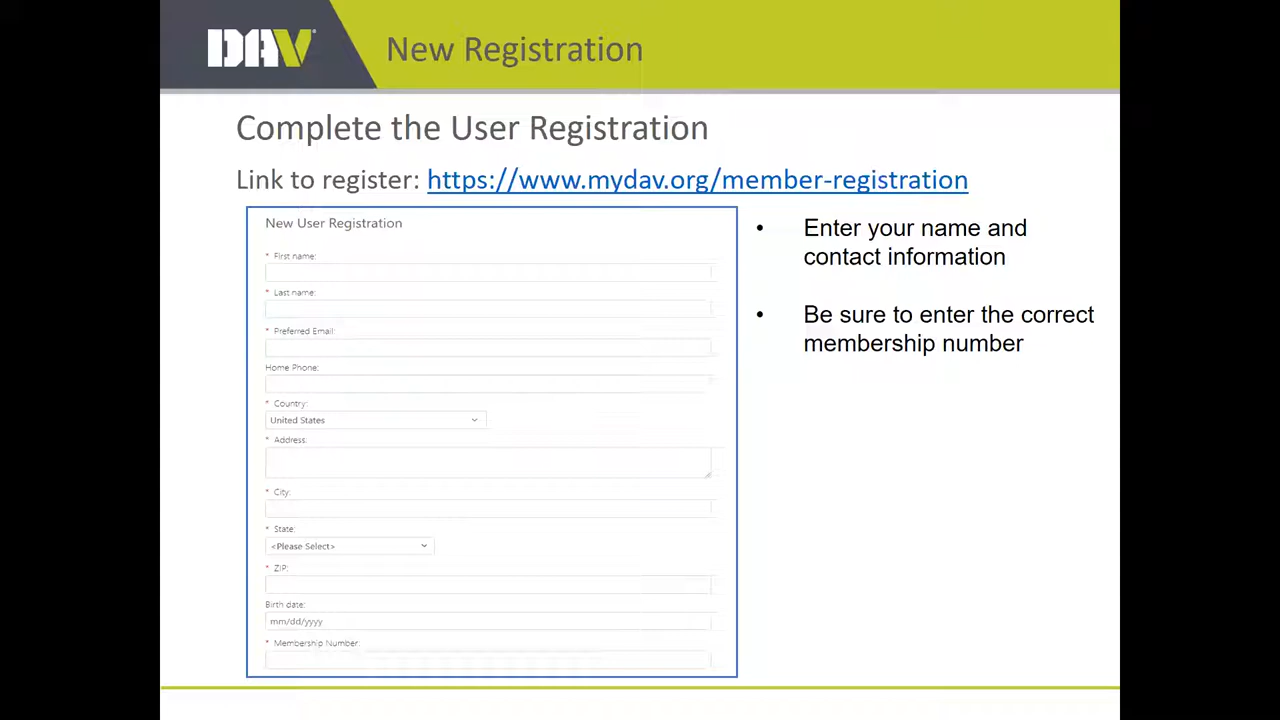 DAV
New Registration
Complete the User Registration
Link to register: https://www.mydav.org/member-registration
New User Registration
* First name:
* Last name:
* Preferred Email:
Home Phone:
* Country:
United States
* Address:
* City:
* State:
<Please Select>
* ZIP:
Birth date:
mm/dd/yyyy
* Membership Number:
• Enter your name and
contact information
• Be sure to enter the correct
membership number